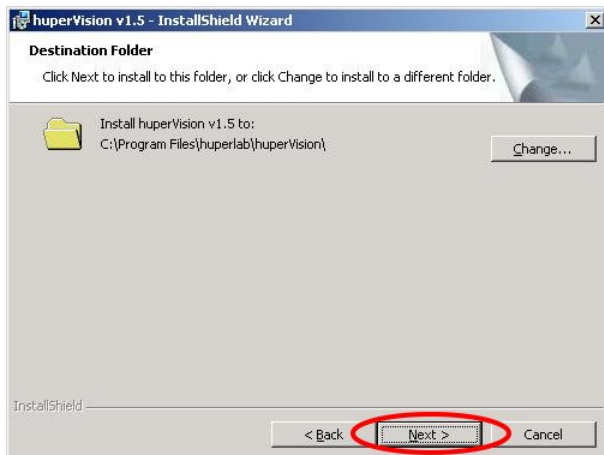 huperVision v1.5 - InstallShield Wizard
Destination Folder
Click Next to install to this folder, or click Change to install to a different folder.
Install huperVision v1.5 to:
C:\Program Files\huperlab\huperVision\
Change...
InstallShield
< Back
Next >
Cancel